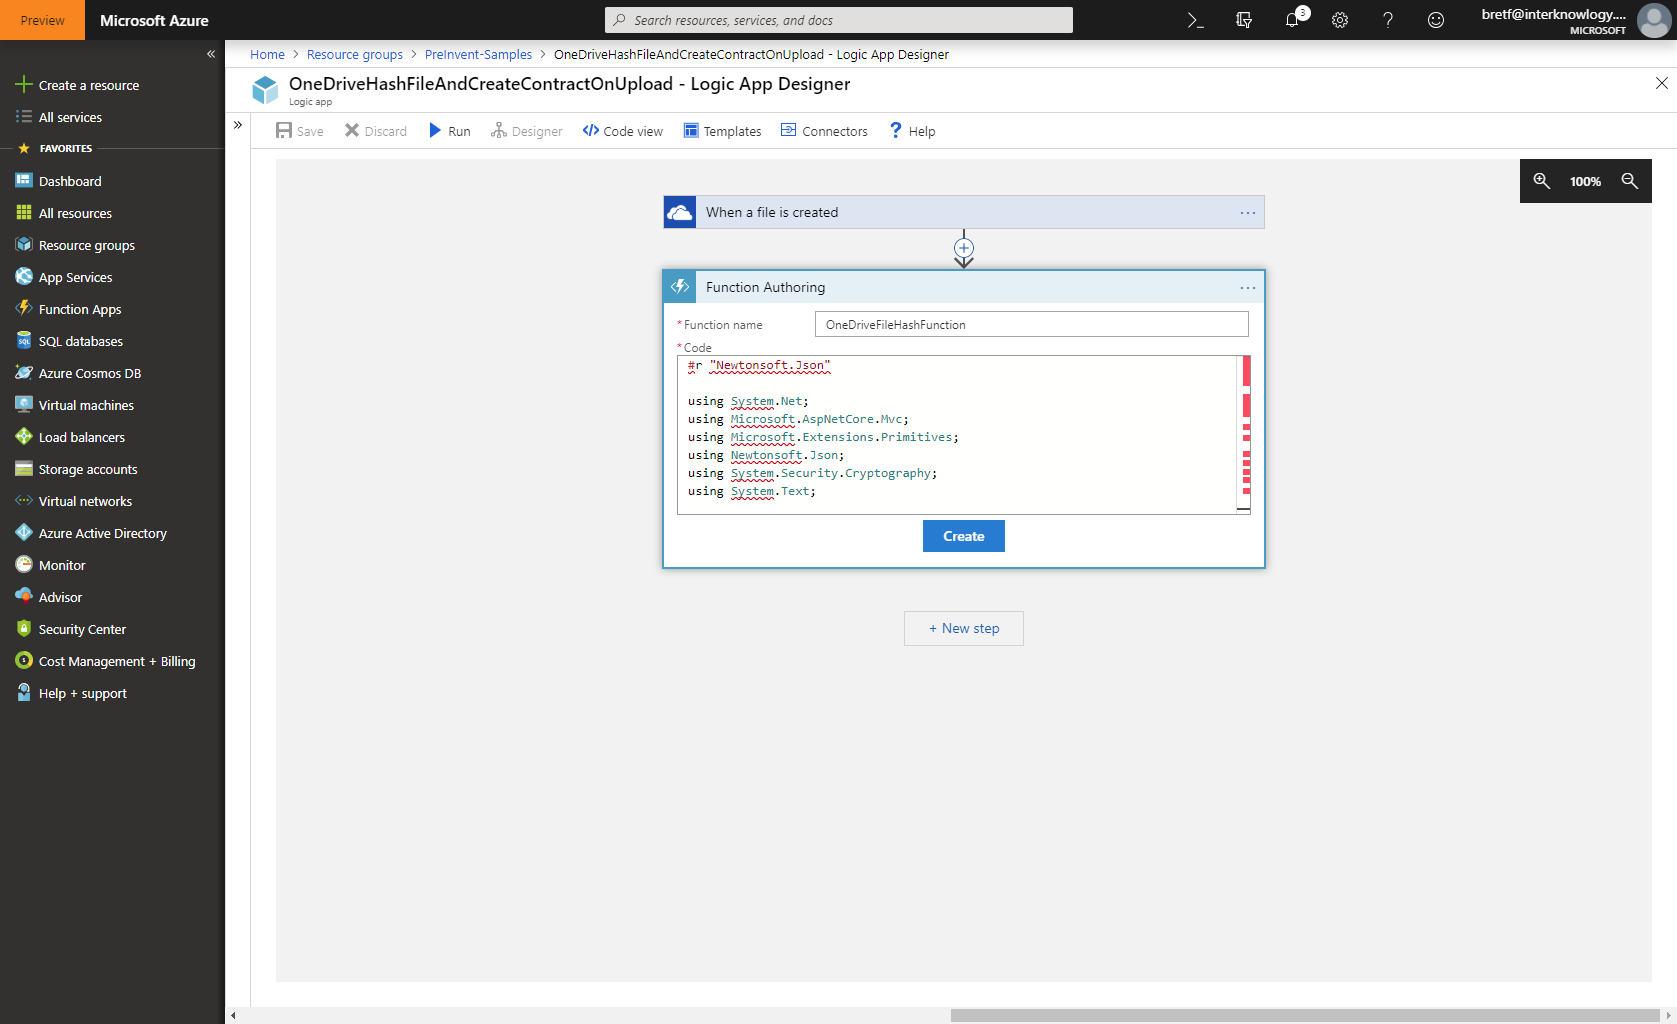 Preview
Microsoft Azure
Search resources, services, and docs
3
bretf@interknowlogy....
MICROSOFT
Create a resource
All services
FAVORITES
Dashboard
All resources
Resource groups
App Services
Function Apps
SQL databases
Azure Cosmos DB
Virtual machines
Load balancers
Storage accounts
Virtual networks
Azure Active Directory
Monitor
Advisor
Security Center
Cost Management + Billing
Help + support
Home > Resource groups > PreInvent-Samples > OneDriveHashFileAndCreateContractOnUpload - Logic App Designer
OneDriveHashFileAndCreateContractOnUpload - Logic App Designer
Logic app
Save Discard Run Designer Code view Templates Connectors Help
100%
When a file is created
Function Authoring
* Function name OneDriveFileHashFunction
* Code
#r "Newtonsoft.Json"
using System.Net;
using Microsoft.AspNetCore.Mvc;
using Microsoft.Extensions.Primitives;
using Newtonsoft.Json;
using System.Security.Cryptography;
using System.Text;
Create
+ New step